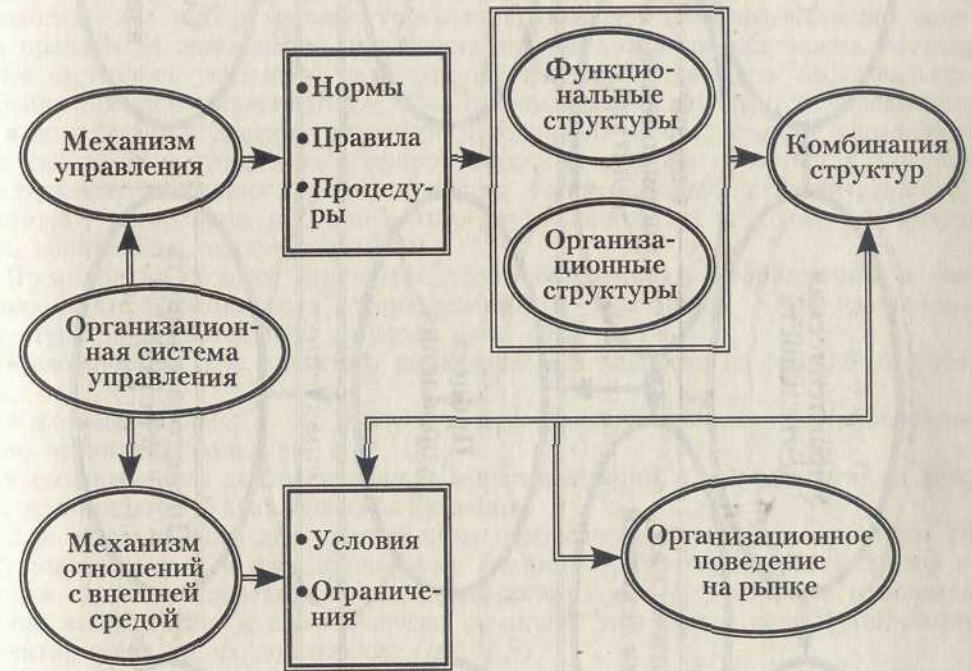 Механизм
управления
•Нормы
•Правила
•Процеду-
ры
Функцио-
нальные
структуры
Организа-
ционные
структуры
Комбинация
структур
Организацион-
ная система
управления
Механизм
отношений
с внешней
средой
•Условия
•Ограниче-
ния
Организационное
поведение
на рынке